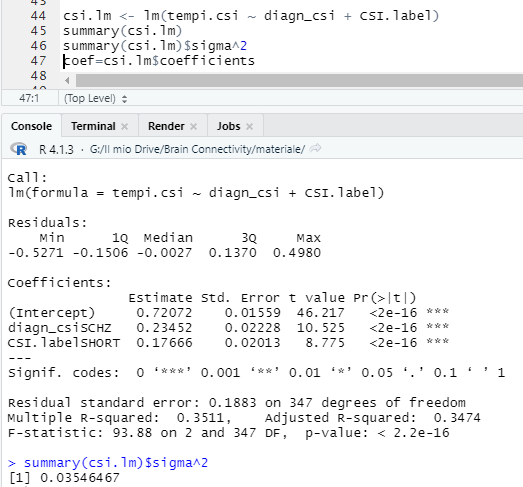 44 csi.lm <- lm(tempi.csi ~ diagn_csi + CSI.label)
45 summary(csi.lm)
46 summary(csi.lm)$sigma^2
47 coef=csi.lm$coefficients
48
47:1 (Top Level)
Console Terminal × Render × Jobs ×
R 4.1.3 · G:/Il mio Drive/Brain Connectivity/materiale/
Call:
lm(formula = tempi.csi ~ diagn_csi + CSI.label)
Residuals:
Min 1Q Median 3Q Max
-0.5271 -0.1506 -0.0027 0.1370 0.4980
Coefficients:
Estimate Std. Error t value Pr(>|t|)
(Intercept) 0.72072 0.01559 46.217 <2e-16 ***
diagn_csiSCHZ 0.23452 0.02228 10.525 <2e-16 ***
CSI.labelSHORT 0.17666 0.02013 8.775 <2e-16 ***
---
Signif. codes: 0 ‘***’ 0.001 ‘**’ 0.01 ‘*’ 0.05 ‘.’ 0.1 ‘ ’ 1
Residual standard error: 0.1883 on 347 degrees of freedom
Multiple R-squared: 0.3511, Adjusted R-squared: 0.3474
F-statistic: 93.88 on 2 and 347 DF, p-value: < 2.2e-16
> summary(csi.lm)$sigma^2
[1] 0.03546467